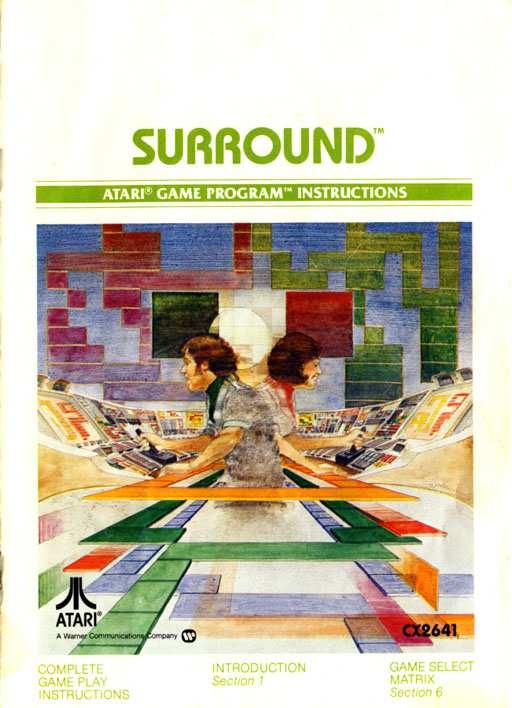 SURROUND™
ATARI® GAME PROGRAM™ INSTRUCTIONS
ATARI®
A Warner Communications Company
CX2641
COMPLETE
GAME PLAY
INSTRUCTIONS
INTRODUCTION
Section 1
GAME SELECT
MATRIX
Section 6